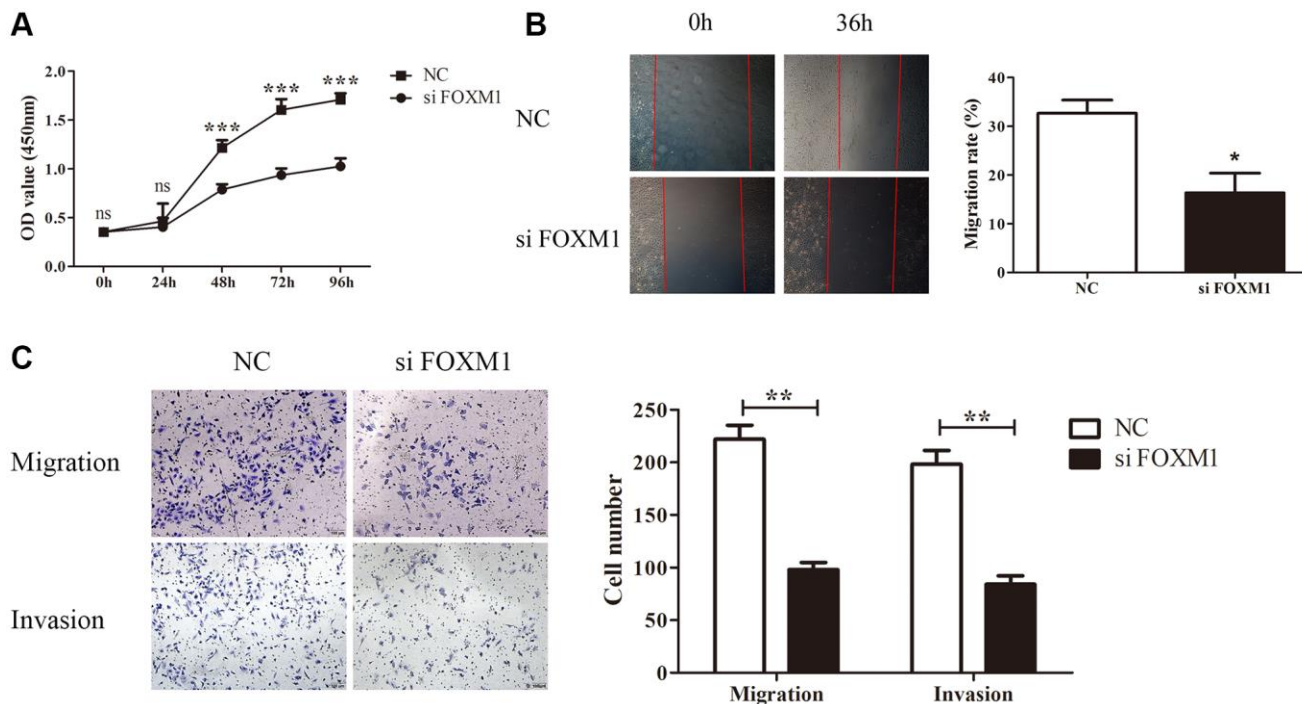 A
OD value (450nm)
2.0
1.5
1.0
0.5
0.0
ns
ns
***
***
***
0h
24h
48h
72h
96h
NC
si FOXM1
B
0h
36h
NC
si FOXM1
Migration rate (%)
40
30
20
10
0
*
NC
si FOXM1
C
NC
si FOXM1
Migration
Invasion
Cell number
250
200
150
100
50
0
**
**
Migration
Invasion
NC
si FOXM1